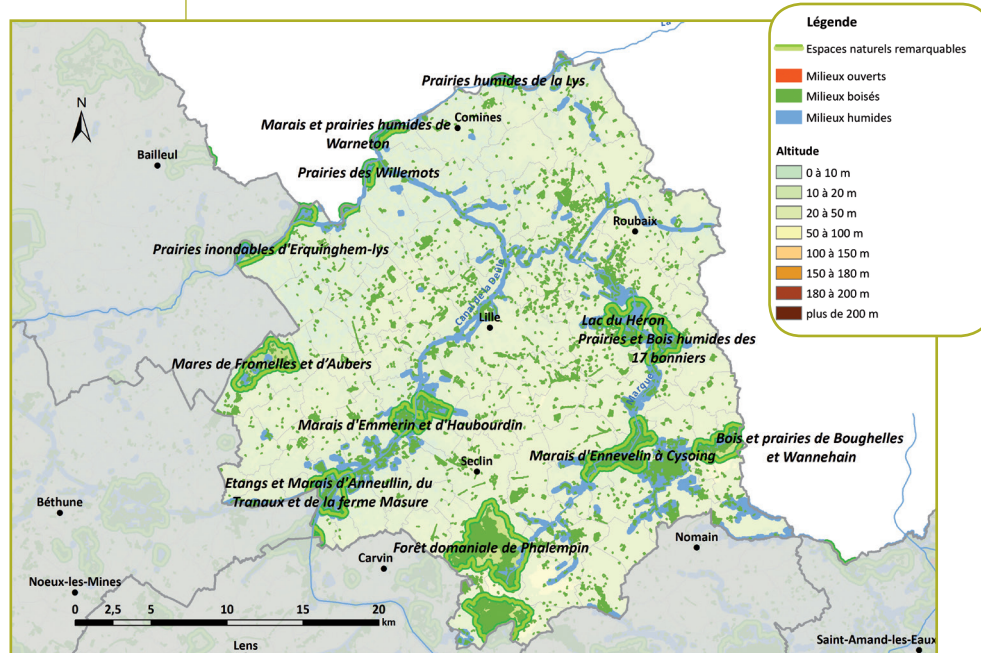 Légende
Espaces naturels remarquables
Milieux ouverts
Milieux boisés
Milieux humides
Altitude
0 à 10 m
10 à 20 m
20 à 50 m
50 à 100 m
100 à 150 m
150 à 180 m
180 à 200 m
plus de 200 m
La
Prairies humides de la Lys
N
Comines
Marais et prairies humides de
Warneton
Bailleul
Prairies des Willemots
Roubaix
Prairies inondables d'Erquinghem-lys
Canal de la Deûle
Lille
Lac du Héron
Prairies et Bois humides des
17 bonniers
Mares de Fromelles et d'Aubers
Marque
Marais d'Emmerin et d'Haubourdin
Bois et prairies de Boughelles
et Wannehain
Marais d'Ennevelin à Cysoing
Seclin
Etangs et Marais d'Anneullin, du
Tranaux et de la ferme Masure
Béthune
Nomain
Forêt domaniale de Phalempin
Carvin
Noeux-les-Mines
0 2,5 5 10 15 20
km
Lens
Saint-Amand-les-Eaux